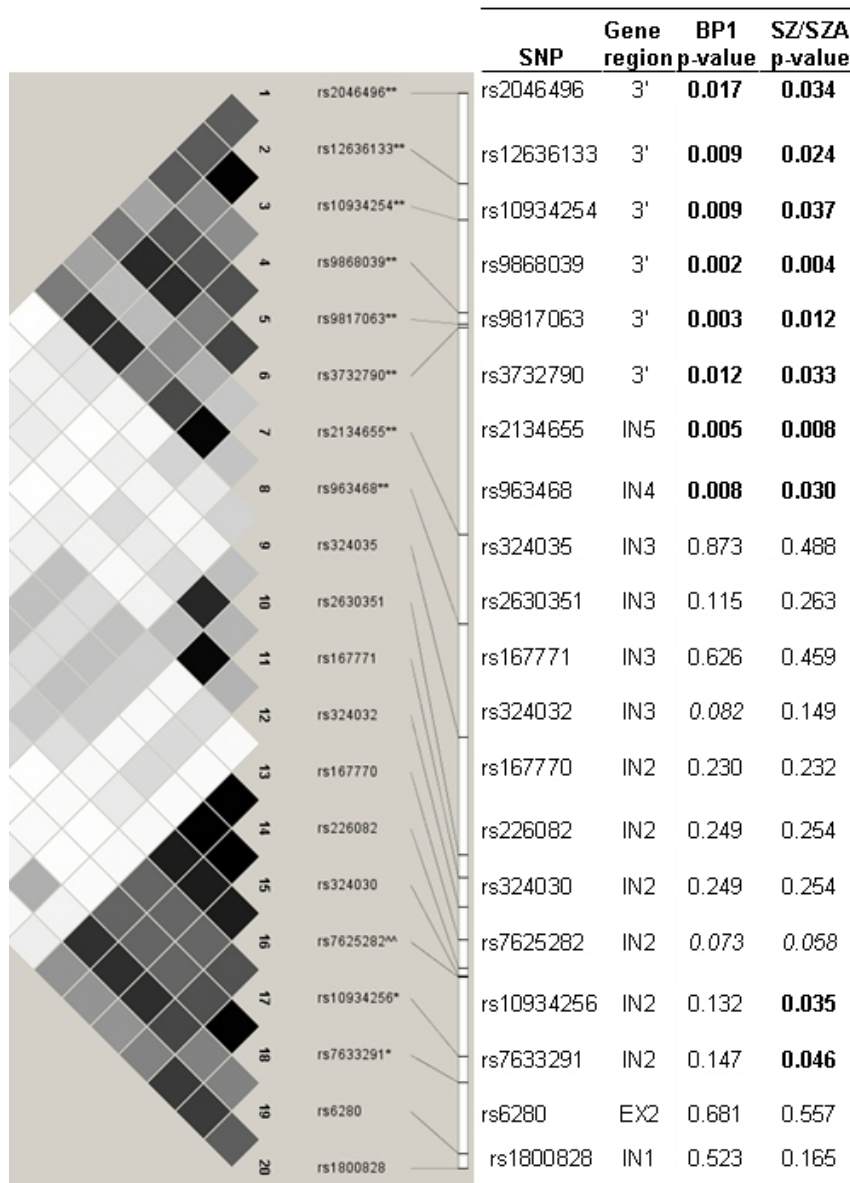 SNP Gene region BP1 p-value SZ/SZA p-value
1 rs2046496** rs2046496 3' 0.017 0.034
2 rs12636133** rs12636133 3' 0.009 0.024
3 rs10934254** rs10934254 3' 0.009 0.037
4 rs9868039** rs9868039 3' 0.002 0.004
5 rs9817063** rs9817063 3' 0.003 0.012
6 rs3732790** rs3732790 3' 0.012 0.033
7 rs2134655** rs2134655 IN5 0.005 0.008
8 rs963468** rs963468 IN4 0.008 0.030
9 rs324035 rs324035 IN3 0.873 0.488
10 rs2630351 rs2630351 IN3 0.115 0.263
11 rs167771 rs167771 IN3 0.626 0.459
12 rs324032 rs324032 IN3 0.082 0.149
13 rs167770 rs167770 IN2 0.230 0.232
14 rs226082 rs226082 IN2 0.249 0.254
15 rs324030 rs324030 IN2 0.249 0.254
16 rs7625282^^ rs7625282 IN2 0.073 0.058
17 rs10934256* rs10934256 IN2 0.132 0.035
18 rs7633291* rs7633291 IN2 0.147 0.046
19 rs6280 rs6280 EX2 0.681 0.557
20 rs1800828 rs1800828 IN1 0.523 0.165